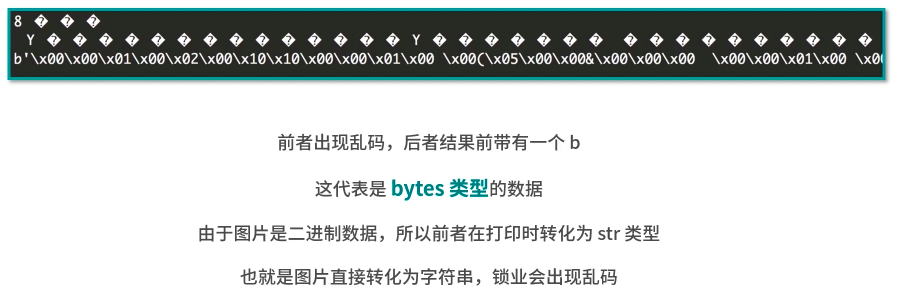 8 � � �
Y � � � � � � � � � � � � � � Y � � � � � � � � � � � � � � � � �
b'\x00\x00\x01\x00\x02\x00\x10\x10\x00\x00\x01\x00 \x00(\x05\x00\x00&\x00\x00\x00  \x00\x00\x01\x00 \x00
前者出现乱码，后者结果前带有一个 b
这代表是 bytes 类型的数据
由于图片是二进制数据，所以前者在打印时转化为 str 类型
也就是图片直接转化为字符串，锁业会出现乱码